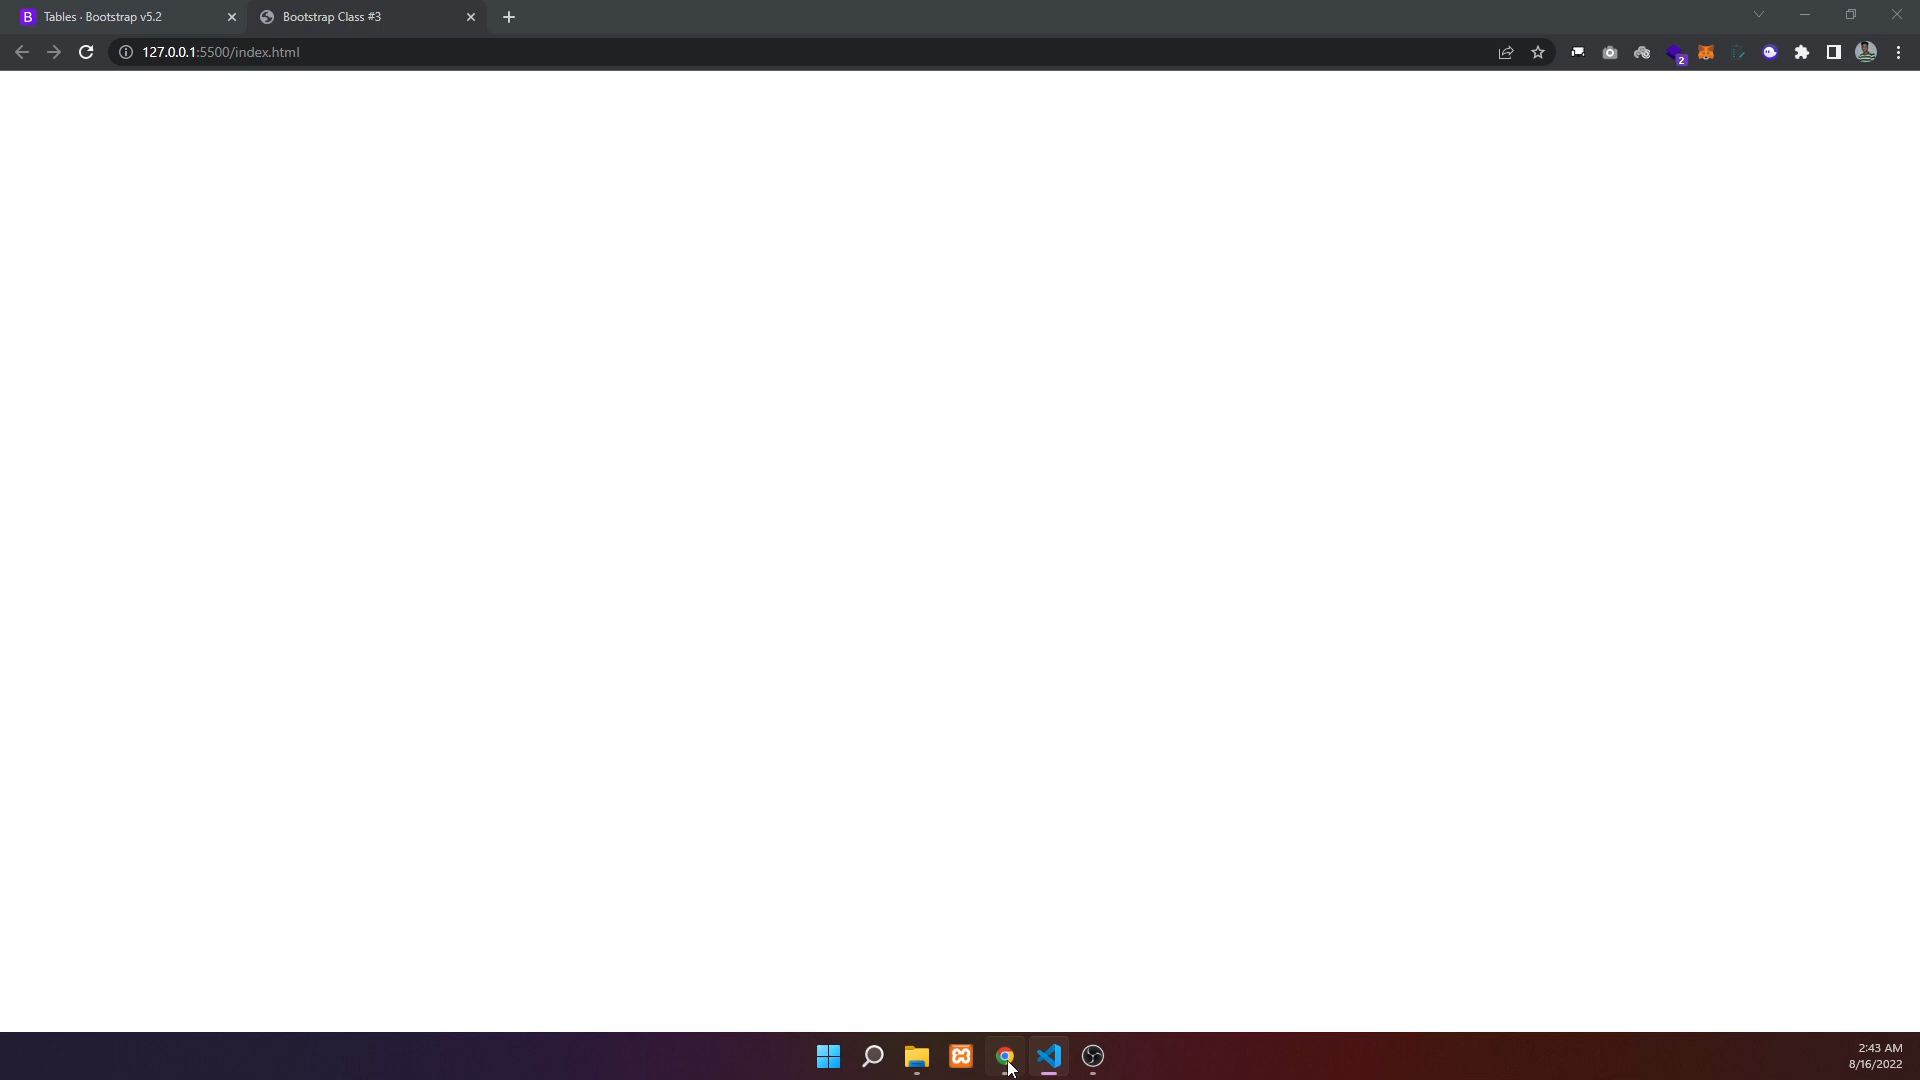 B Tables · Bootstrap v5.2
Bootstrap Class #3
127.0.0.1:5500/index.html
2
2:43 AM
8/16/2022